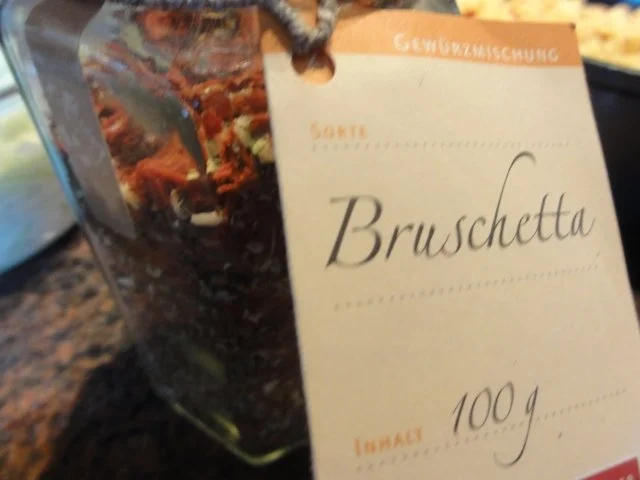 GEWÜRZMISCHUNG
SORTE
Bruschetta
INHALT 100 g